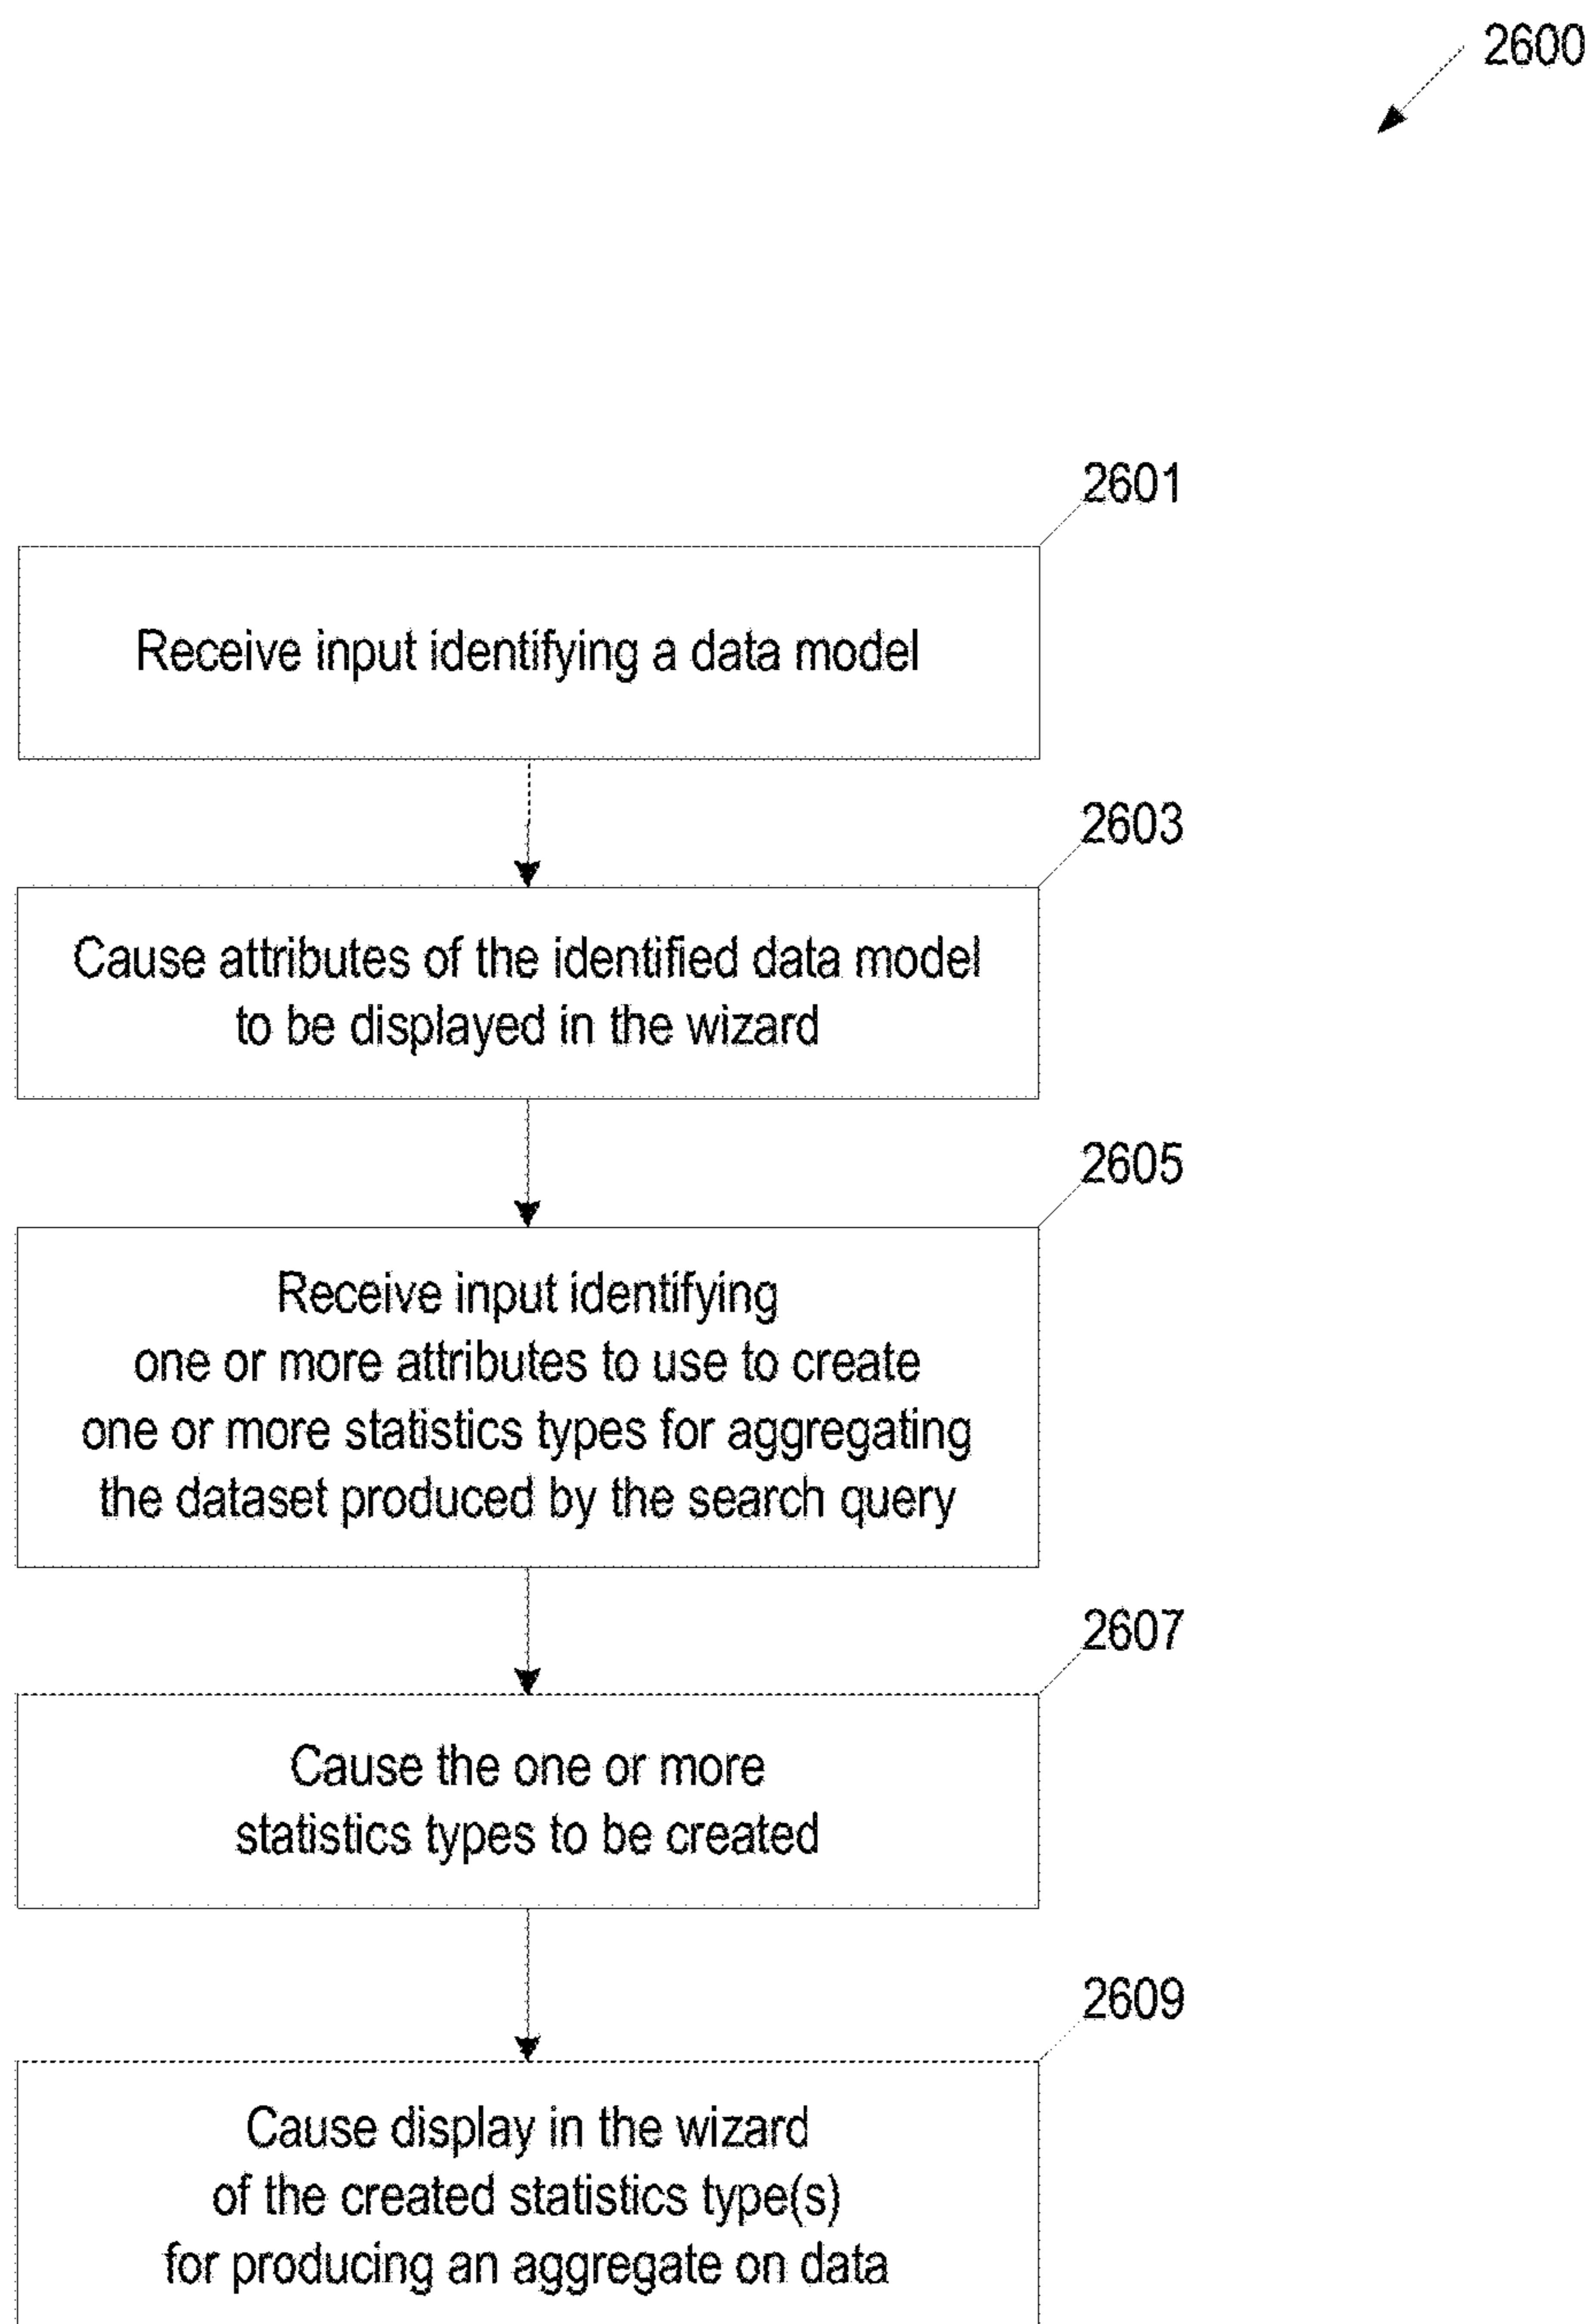 2600
2601
Receive input identifying a data model
2603
Cause attributes of the identified data model
to be displayed in the wizard
2605
Receive input identifying
one or more attributes to use to create
one or more statistics types for aggregating
the dataset produced by the search query
2607
Cause the one or more
statistics types to be created
2609
Cause display in the wizard
of the created statistics type(s)
for producing an aggregate on data